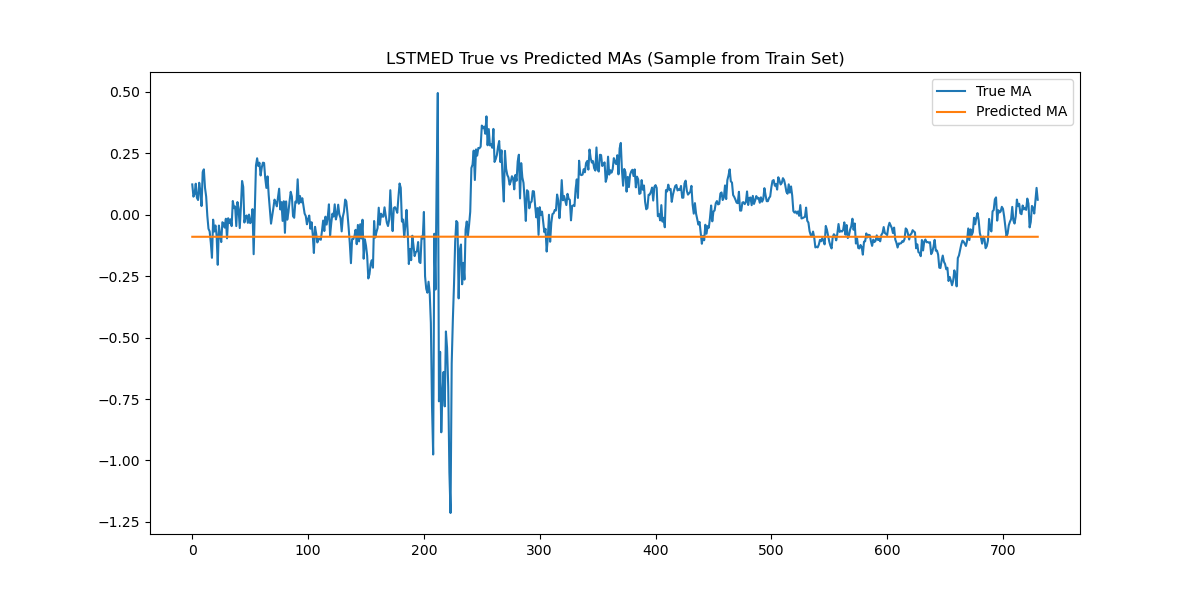 LSTMED True vs Predicted MAs (Sample from Train Set)
True MA
Predicted MA
0.50
0.25
0.00
−0.25
−0.50
−0.75
−1.00
−1.25
0 100 200 300 400 500 600 700